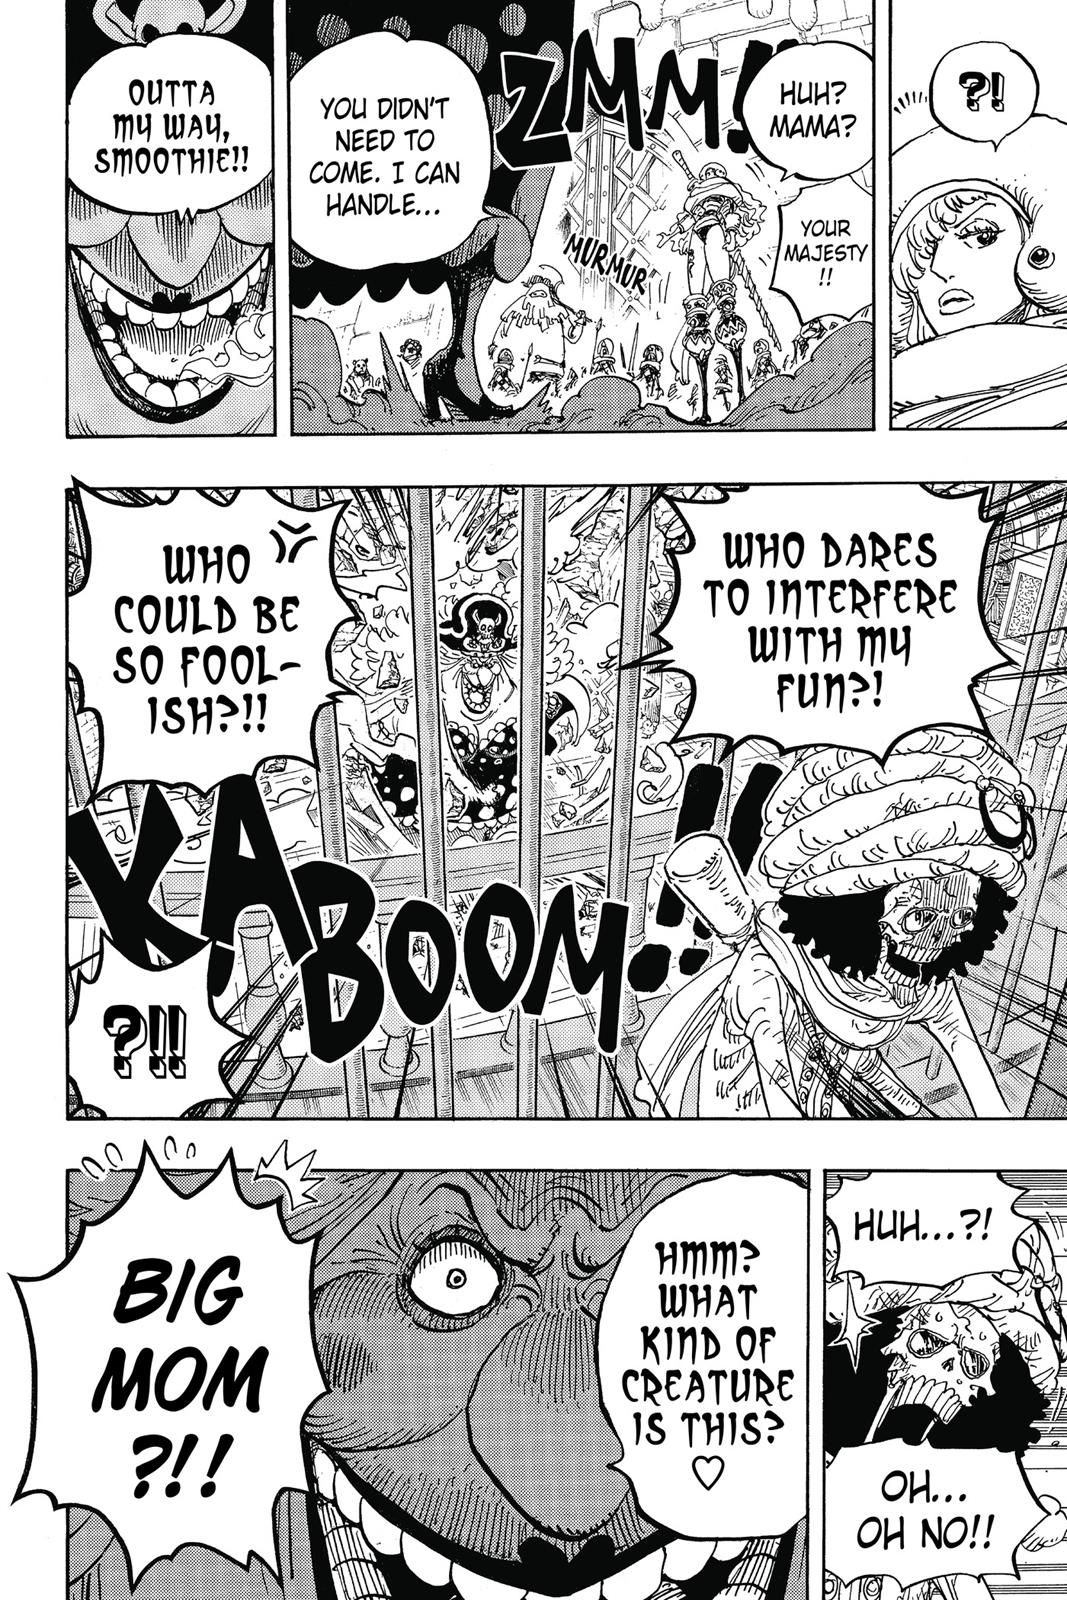 ?!
HUH?
MAMA?
YOUR
MAJESTY
!!
ZMM!!
MURMUR
YOU DIDN'T
NEED TO
COME. I CAN
HANDLE...
OUTTA
MY WAY,
SMOOTHIE!!
WHO DARES
TO INTERFERE
WITH MY
FUN?!
WHO
COULD BE
SO FOOL-
ISH?!!
KABOOM!!
?!!
HUH...?!
OH...
OH NO!!
HMM?
WHAT
KIND OF
CREATURE
IS THIS?
♡
BIG
MOM
?!!